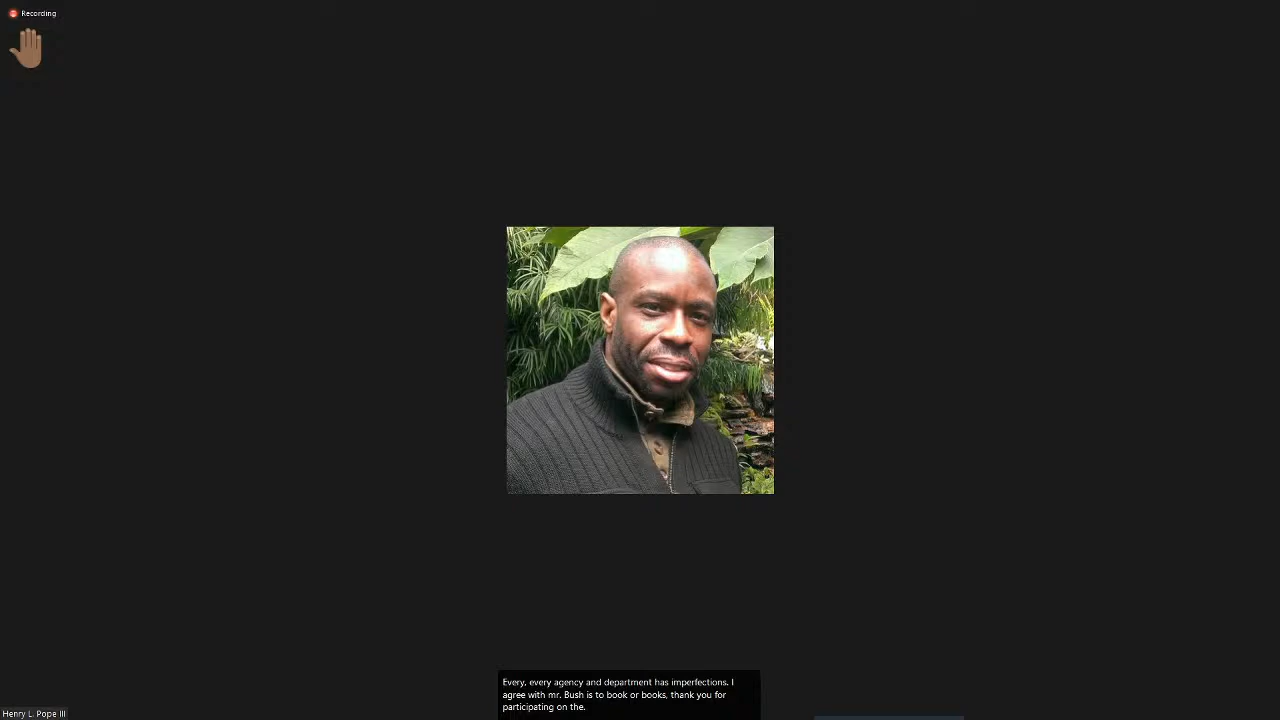 Recording
Every, every agency and department has imperfections. I
agree with mr. Bush is to book or books, thank you for
participating on the.
Henry L. Pope III